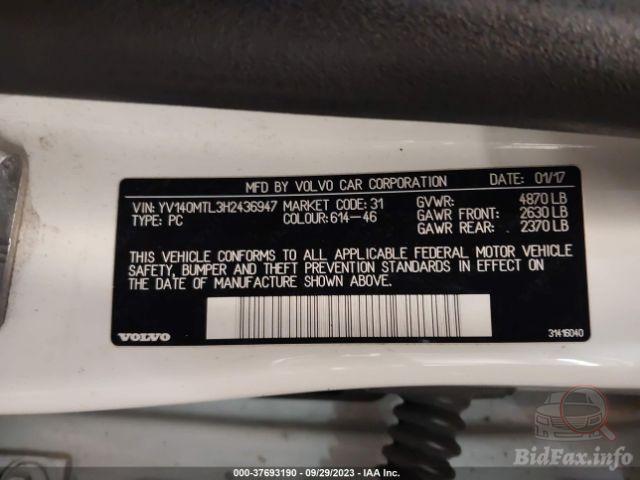 MFD BY VOLVO CAR CORPORATION DATE: 01/17
VIN: YV140MTL3H2436947 MARKET CODE: 31 GVWR: 4870 LB
TYPE: PC COLOUR: 614-46 GAWR FRONT: 2630 LB
GAWR REAR: 2370 LB
THIS VEHICLE CONFORMS TO ALL APPLICABLE FEDERAL MOTOR VEHICLE
SAFETY, BUMPER AND THEFT PREVENTION STANDARDS IN EFFECT ON
THE DATE OF MANUFACTURE SHOWN ABOVE.
VOLVO 31416040
BidFax.info
000-37693190 - 09/29/2023 - IAA Inc.